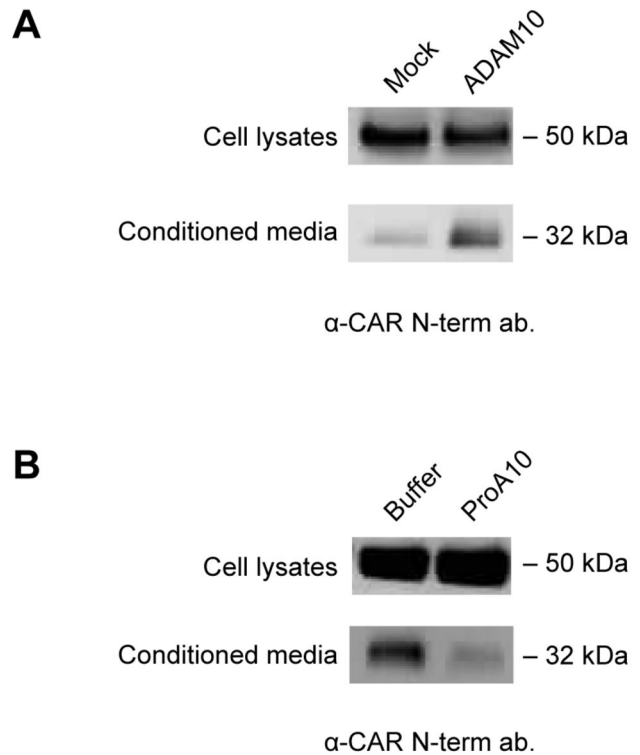 A
Mock ADAM10
Cell lysates – 50 kDa
Conditioned media – 32 kDa
α-CAR N-term ab.
B
Buffer ProA10
Cell lysates – 50 kDa
Conditioned media – 32 kDa
α-CAR N-term ab.